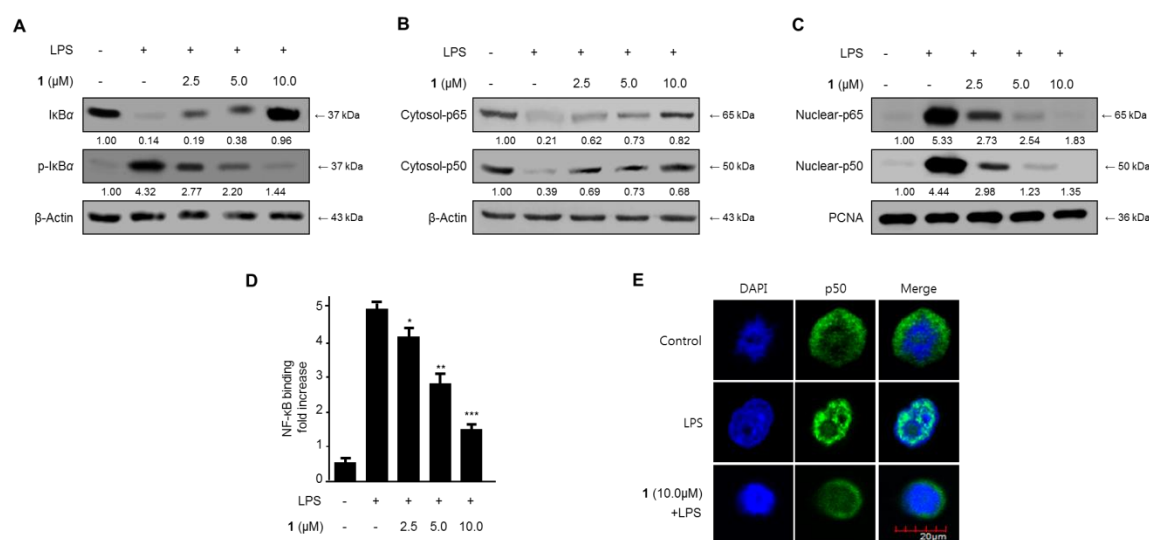 A
LPS - + + + +
1 (μM) - - 2.5 5.0 10.0
IκBα ← 37 kDa
1.00 0.14 0.19 0.38 0.96
p-IκBα ← 37 kDa
1.00 4.32 2.77 2.20 1.44
β-Actin ← 43 kDa
B
LPS - + + + +
1 (μM) - - 2.5 5.0 10.0
Cytosol-p65 ← 65 kDa
1.00 0.21 0.62 0.73 0.82
Cytosol-p50 ← 50 kDa
1.00 0.39 0.69 0.73 0.68
β-Actin ← 43 kDa
C
LPS - + + + +
1 (μM) - - 2.5 5.0 10.0
Nuclear-p65 ← 65 kDa
1.00 5.33 2.73 2.54 1.83
Nuclear-p50 ← 50 kDa
1.00 4.44 2.98 1.23 1.35
PCNA ← 36 kDa
D
NF-κB binding
fold increase
5
4
3
2
1
0
*
**
***
LPS - + + + +
1 (μM) - - 2.5 5.0 10.0
E
DAPI p50 Merge
Control
LPS
1 (10.0μM)
+LPS
20μm